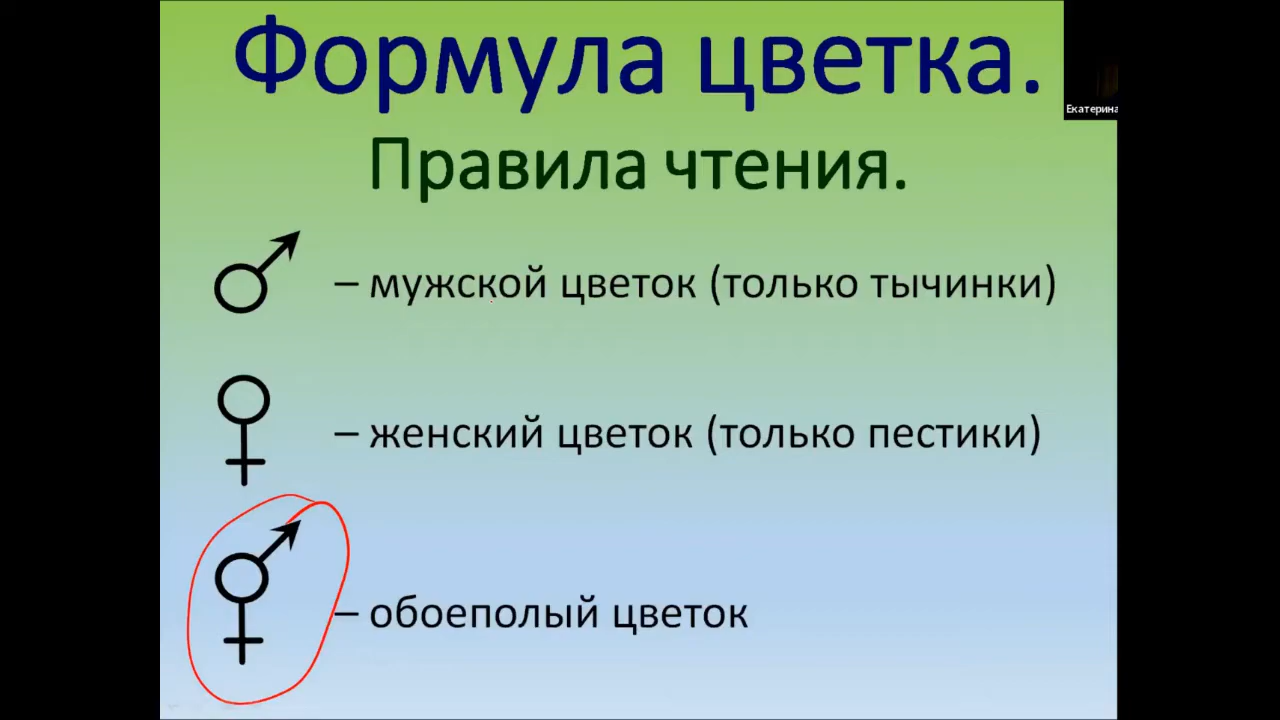 Формула цветка.
Екатерина
Правила чтения.
– мужской цветок (только тычинки)
– женский цветок (только пестики)
– обоеполый цветок